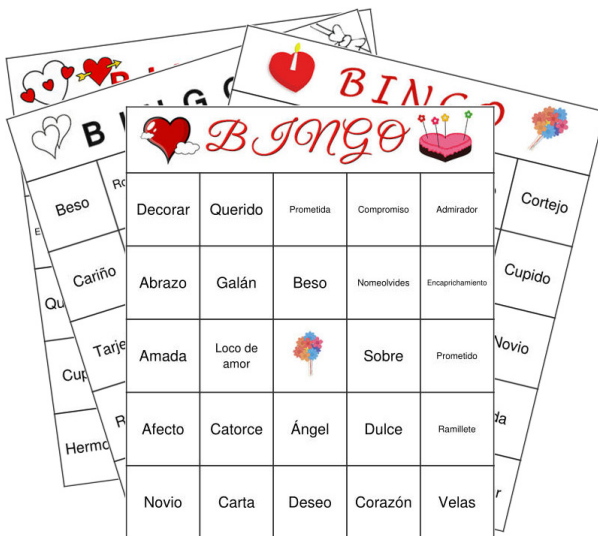 BINGO
BINGO
BINGO
Decorar Querido Prometida Compromiso Admirador
Abrazo Galán Beso Nomeolvides Encaprichamiento
Amada Loco de
amor Sobre Prometido
Afecto Catorce Ángel Dulce Ramillete
Novio Carta Deseo Corazón Velas
Beso
Cariño
Cortejo
Cupido
Novio